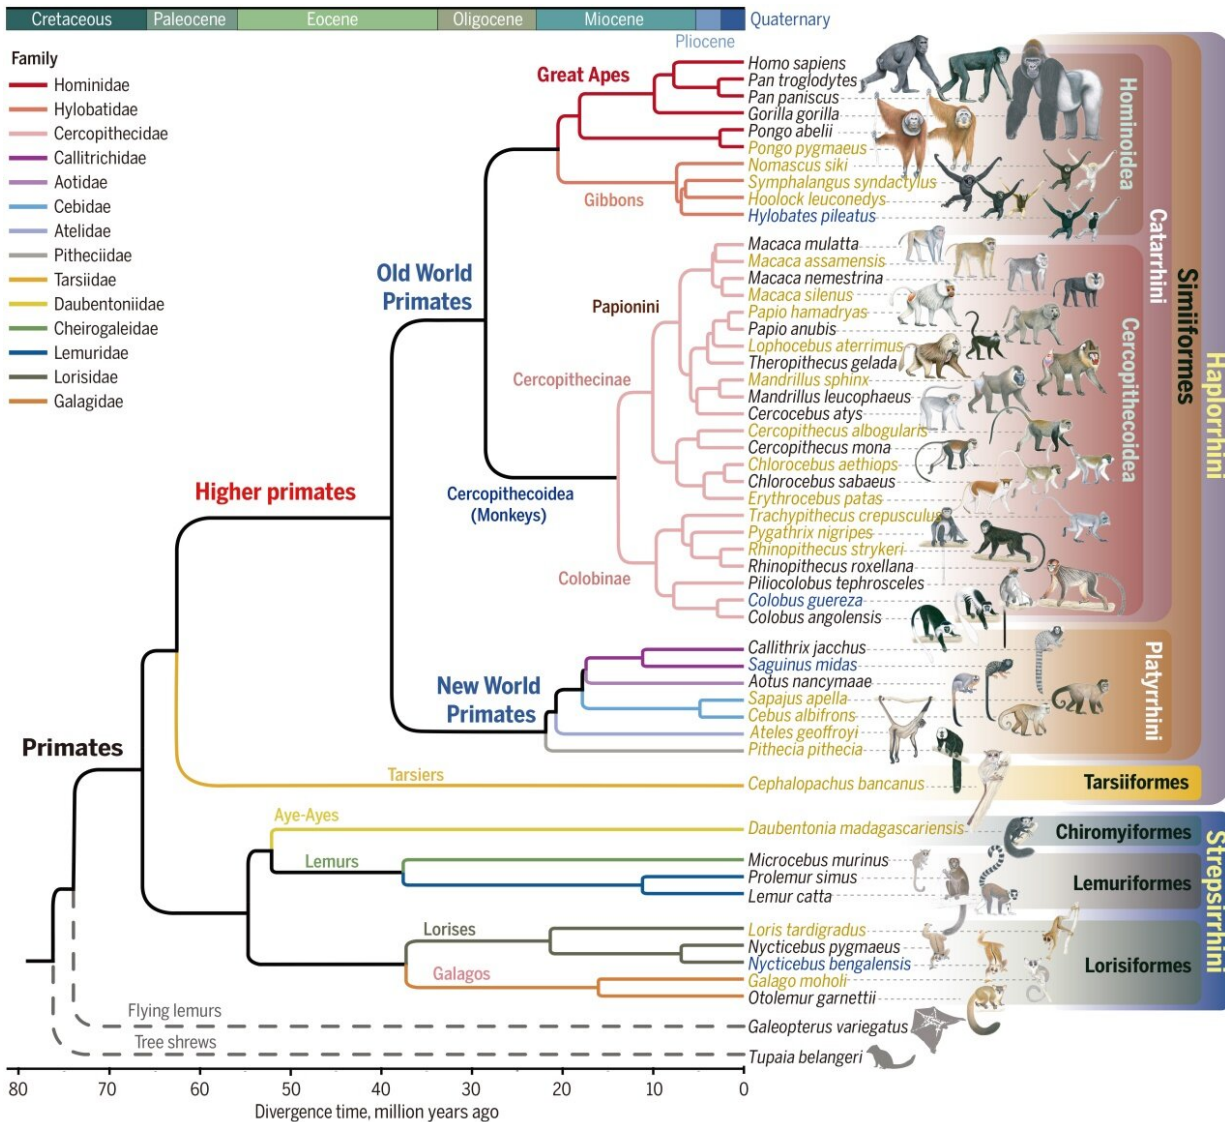 Cretaceous Paleocene Eocene Oligocene Miocene Quaternary
Pliocene
Family
Hominidae
Hylobatidae
Cercopithecidae
Callitrichidae
Aotidae
Cebidae
Atelidae
Pitheciidae
Tarsiidae
Daubentoniidae
Cheirogaleidae
Lemuridae
Lorisidae
Galagidae
Primates
Higher primates
Old World
Primates
New World
Primates
Great Apes
Gibbons
Papionini
Cercopithecinae
Cercopithecoidea
(Monkeys)
Colobinae
Tarsiers
Aye-Ayes
Lemurs
Lorises
Galagos
Flying lemurs
Tree shrews
Homo sapiens
Pan troglodytes
Pan paniscus
Gorilla gorilla
Pongo abelii
Pongo pygmaeus
Nomascus siki
Symphalangus syndactylus
Hoolock leuconedys
Hylobates pileatus
Macaca mulatta
Macaca assamensis
Macaca nemestrina
Macaca silenus
Papio hamadryas
Papio anubis
Lophocebus aterrimus
Theropithecus gelada
Mandrillus sphinx
Mandrillus leucophaeus
Cercocebus atys
Cercopithecus albogularis
Cercopithecus mona
Chlorocebus aethiops
Chlorocebus sabaeus
Erythrocebus patas
Trachypithecus crepusculus
Pygathrix nigripes
Rhinopithecus strykeri
Rhinopithecus roxellana
Piliocolobus tephrosceles
Colobus guereza
Colobus angolensis
Callithrix jacchus
Saguinus midas
Aotus nancymaae
Sapajus apella
Cebus albifrons
Ateles geoffroyi
Pithecia pithecia
Cephalopachus bancanus
Daubentonia madagascariensis
Microcebus murinus
Prolemur simus
Lemur catta
Loris tardigradus
Nycticebus pygmaeus
Nycticebus bengalensis
Galago moholi
Otolemur garnettii
Galeopterus variegatus
Tupaia belangeri
Hominoidea
Cercopithecoidea
Catarrhini
Platyrrhini
Simiiformes
Haplorrhini
Tarsiiformes
Chiromyiformes
Lemuriformes
Lorisiformes
Strepsirrhini
80 70 60 50 40 30 20 10 0
Divergence time, million years ago